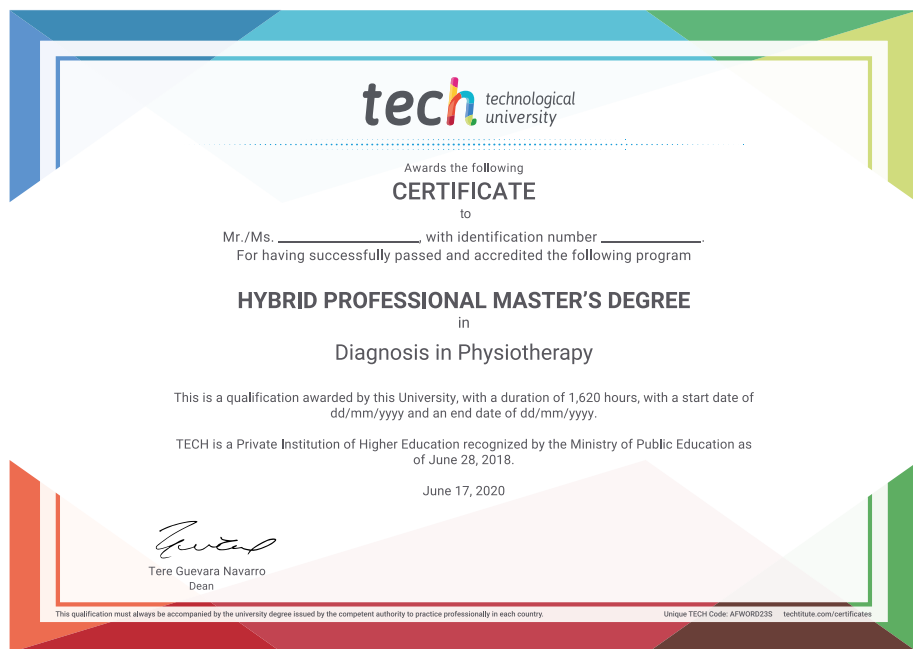 tech technological
university
Awards the following
CERTIFICATE
to
Mr./Ms. ____________, with identification number ____________.
For having successfully passed and accredited the following program
HYBRID PROFESSIONAL MASTER'S DEGREE
in
Diagnosis in Physiotherapy
This is a qualification awarded by this University, with a duration of 1,620 hours, with a start date of
dd/mm/yyyy and an end date of dd/mm/yyyy.
TECH is a Private Institution of Higher Education recognized by the Ministry of Public Education as
of June 28, 2018.
June 17, 2020
Tere Guevara Navarro
Dean
This qualification must always be accompanied by the university degree issued by the competent authority to practice professionally in each country. Unique TECH Code: AFWORD23S techtitute.com/certificates